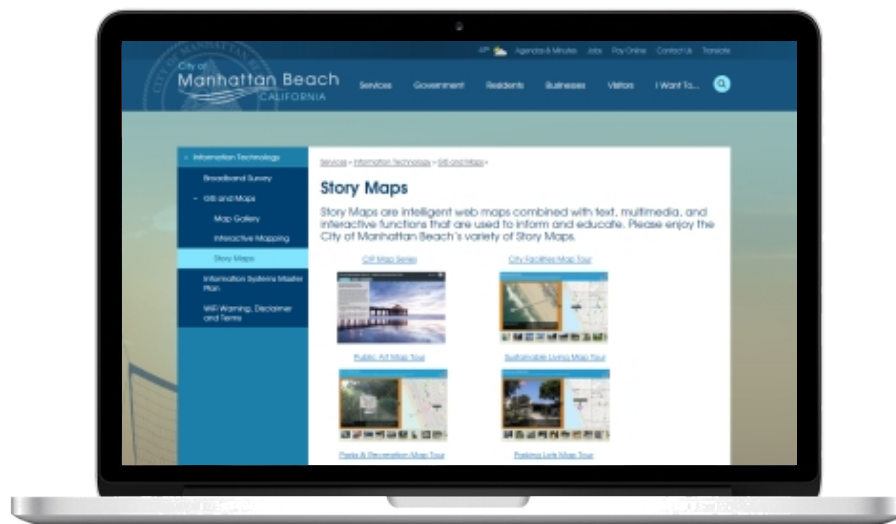 Agendas & Minutes Jobs Pay Online Contact Us Translate
City of
Manhattan Beach
CALIFORNIA
Services Government Residents Businesses Visitors I Want To...
- Information Technology
Broadband Survey
- GIS and Maps
Map Gallery
Interactive Mapping
Story Maps
Information Systems Master
Plan
WiFi Warning, Disclaimer
and Terms
Services » Information Technology » GIS and Maps »
Story Maps
Story Maps are intelligent web maps combined with text, multimedia, and
interactive functions that are used to inform and educate. Please enjoy the
City of Manhattan Beach's variety of Story Maps.
CIP Map Series City Facilities Map Tour
Public Art Map Tour Sustainable Living Map Tour
Parks & Recreation Map Tour Parking Lots Map Tour